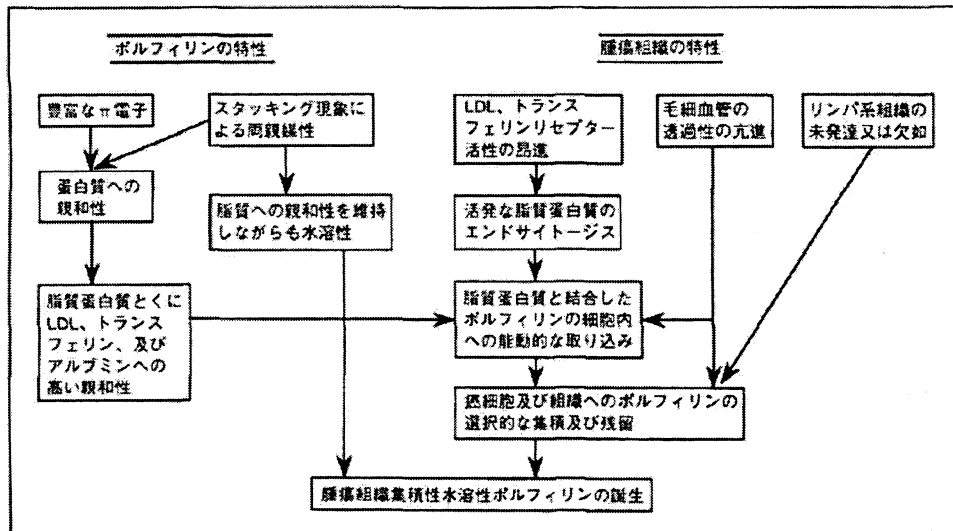 ポルフィリンの特性
豊富なπ電子
スタッキング現象に
よる両親媒性
蛋白質への
親和性
脂質への親和性を維持
しながらも水溶性
脂質蛋白質とくに
LDL、トランス
フェリン、及び
アルブミンへの
高い親和性
腫瘍組織の特性
LDL、トランス
フェリンリセプター
活性の昂進
毛細血管の
透過性の亢進
リンパ系組織の
未発達又は欠如
活発な脂質蛋白質の
エンドサイトージス
脂質蛋白質と結合した
ポルフィリンの細胞内
への能動的な取り込み
癌細胞及び組織へのポルフィリンの
選択的な集積及び残留
腫瘍組織集積性水溶性ポルフィリンの誕生